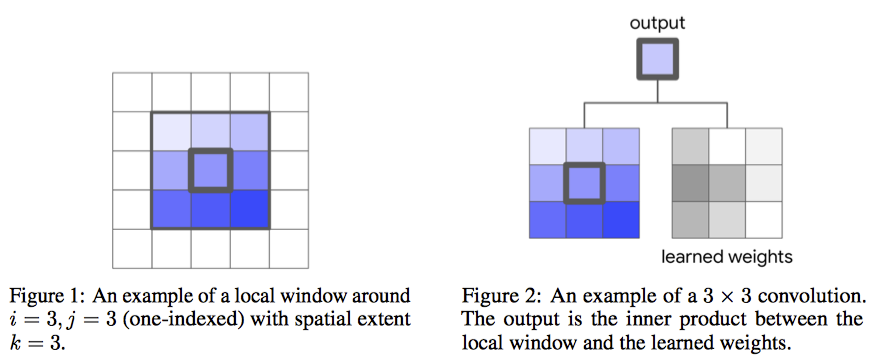 output
learned weights
Figure 1: An example of a local window around
i = 3, j = 3 (one-indexed) with spatial extent
k = 3.
Figure 2: An example of a 3 × 3 convolution.
The output is the inner product between the
local window and the learned weights.